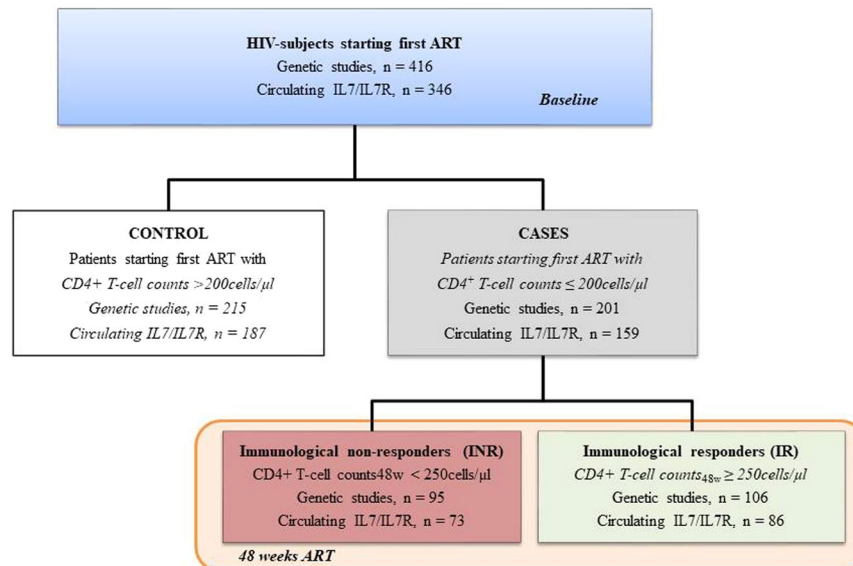 HIV-subjects starting first ART
Genetic studies, n = 416
Circulating IL7/IL7R, n = 346
Baseline
CONTROL
Patients starting first ART with
CD4+ T-cell counts >200cells/μl
Genetic studies, n = 215
Circulating IL7/IL7R, n = 187
CASES
Patients starting first ART with
CD4⁺ T-cell counts ≤ 200cells/μl
Genetic studies, n = 201
Circulating IL7/IL7R, n = 159
Immunological non-responders (INR)
CD4+ T-cell counts48w < 250cells/μl
Genetic studies, n = 95
Circulating IL7/IL7R, n = 73
Immunological responders (IR)
CD4+ T-cell counts₄₈w ≥ 250cells/μl
Genetic studies, n = 106
Circulating IL7/IL7R, n = 86
48 weeks ART